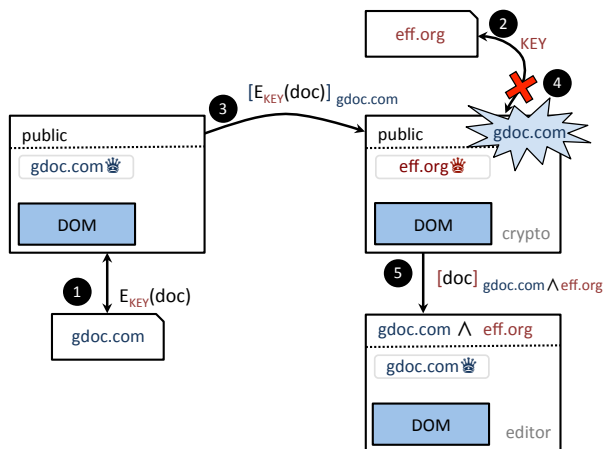 eff.org
2
KEY
4
3
[E_KEY(doc)] gdoc.com
public
gdoc.com
DOM
public
gdoc.com
eff.org
DOM
crypto
1
E_KEY(doc)
gdoc.com
5
[doc] gdoc.com∧eff.org
gdoc.com ∧ eff.org
gdoc.com
DOM
editor